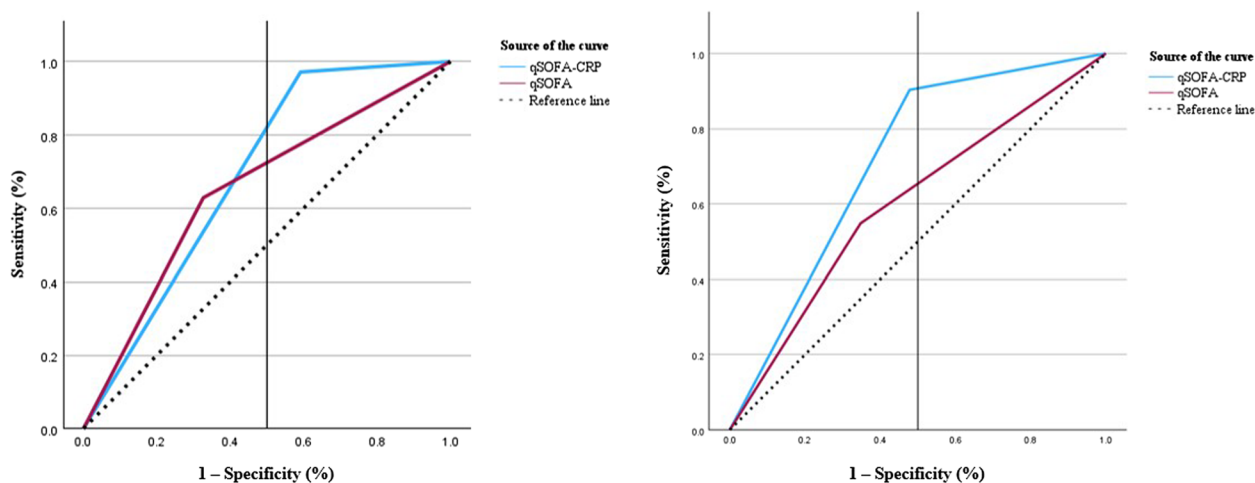 Source of the curve
qSOFA-CRP
qSOFA
Reference line
1.0
0.8
0.6
0.4
0.2
0.0
Sensitivity (%)
0.0 0.2 0.4 0.6 0.8 1.0
1 – Specificity (%)
Source of the curve
qSOFA-CRP
qSOFA
Reference line
1.0
0.8
0.6
0.4
0.2
0.0
Sensitivity (%)
0.0 0.2 0.4 0.6 0.8 1.0
1 – Specificity (%)